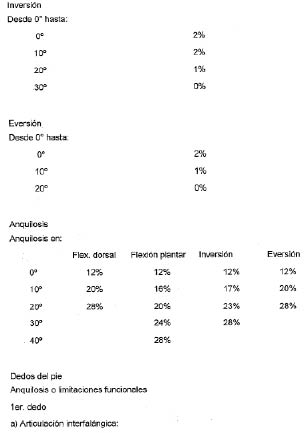 Inversión
Desde 0° hasta:
0° 2%
10° 2%
20° 1%
30° 0%
Eversión
Desde 0° hasta:
0° 2%
10° 1%
20° 0%
Anquilosis
Anquilosis en:
Flex. dorsal Flexión plantar Inversión Eversión
0° 12% 12% 12% 12%
10° 20% 16% 17% 20%
20° 28% 20% 23% 28%
30° 24% 28%
40° 28%
Dedos del pie
Anquilosis o limitaciones funcionales
1er. dedo
a) Articulación interfalángica: